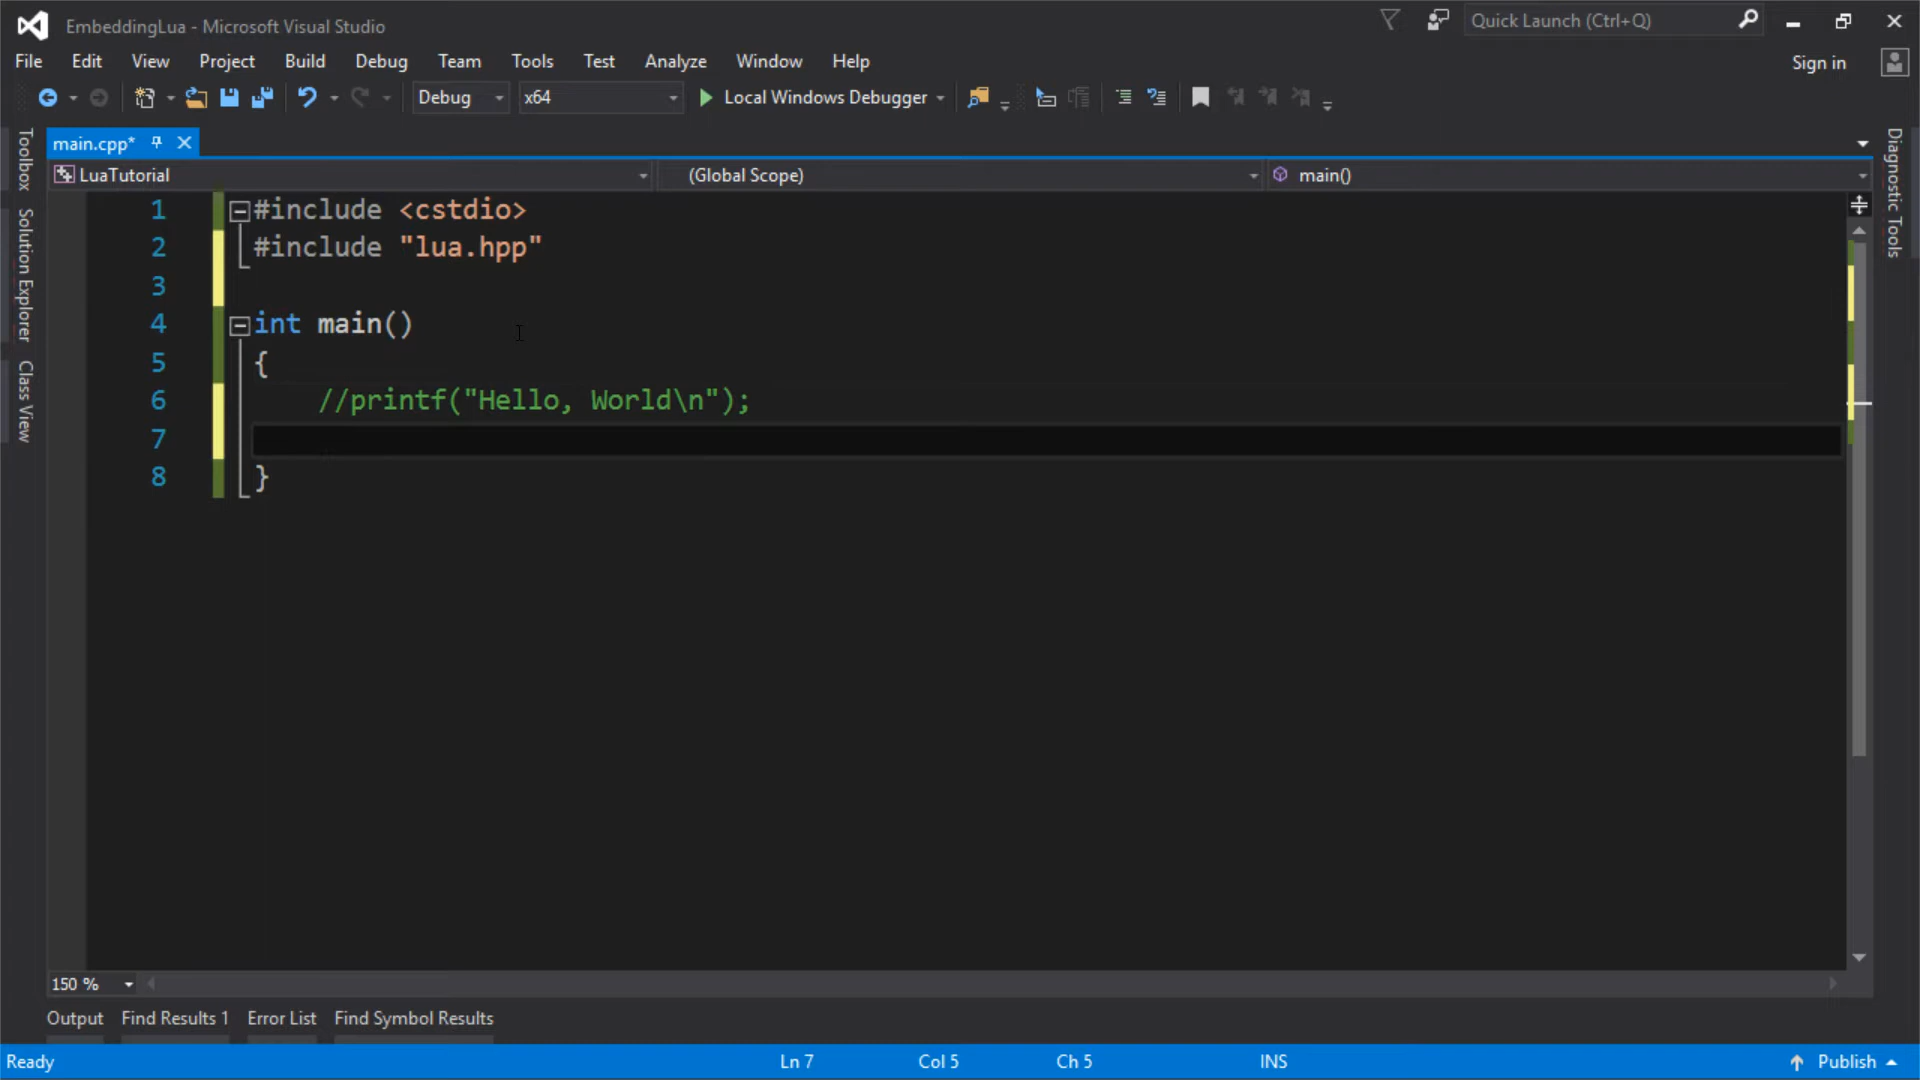 EmbeddingLua - Microsoft Visual Studio
Quick Launch (Ctrl+Q)
File Edit View Project Build Debug Team Tools Test Analyze Window Help
Sign in
Debug x64 Local Windows Debugger
main.cpp*
LuaTutorial (Global Scope) main()
Toolbox
Solution Explorer
Class View
Diagnostic Tools
1 #include <cstdio>
2 #include "lua.hpp"
3
4 int main()
5 {
6 //printf("Hello, World\n");
7
8 }
150 %
Output Find Results 1 Error List Find Symbol Results
Ready Ln 7 Col 5 Ch 5 INS Publish